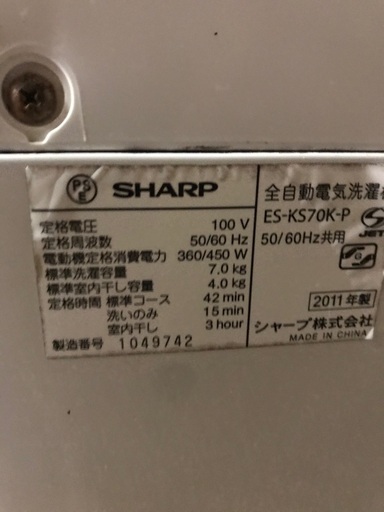 PSE SHARP
定格電圧 100 V
定格周波数 50/60 Hz
電動機定格消費電力 360/450 W
標準洗濯容量 7.0 kg
標準室内干し容量 4.0 kg
定格時間 標準コース 42 min
洗いのみ 15 min
室内干し 3 hour
製造番号 1049742
全自動電気洗濯
ES-KS70K-P
50/60Hz共用
JET
2011年製
シャープ株式会社
MADE IN CHINA